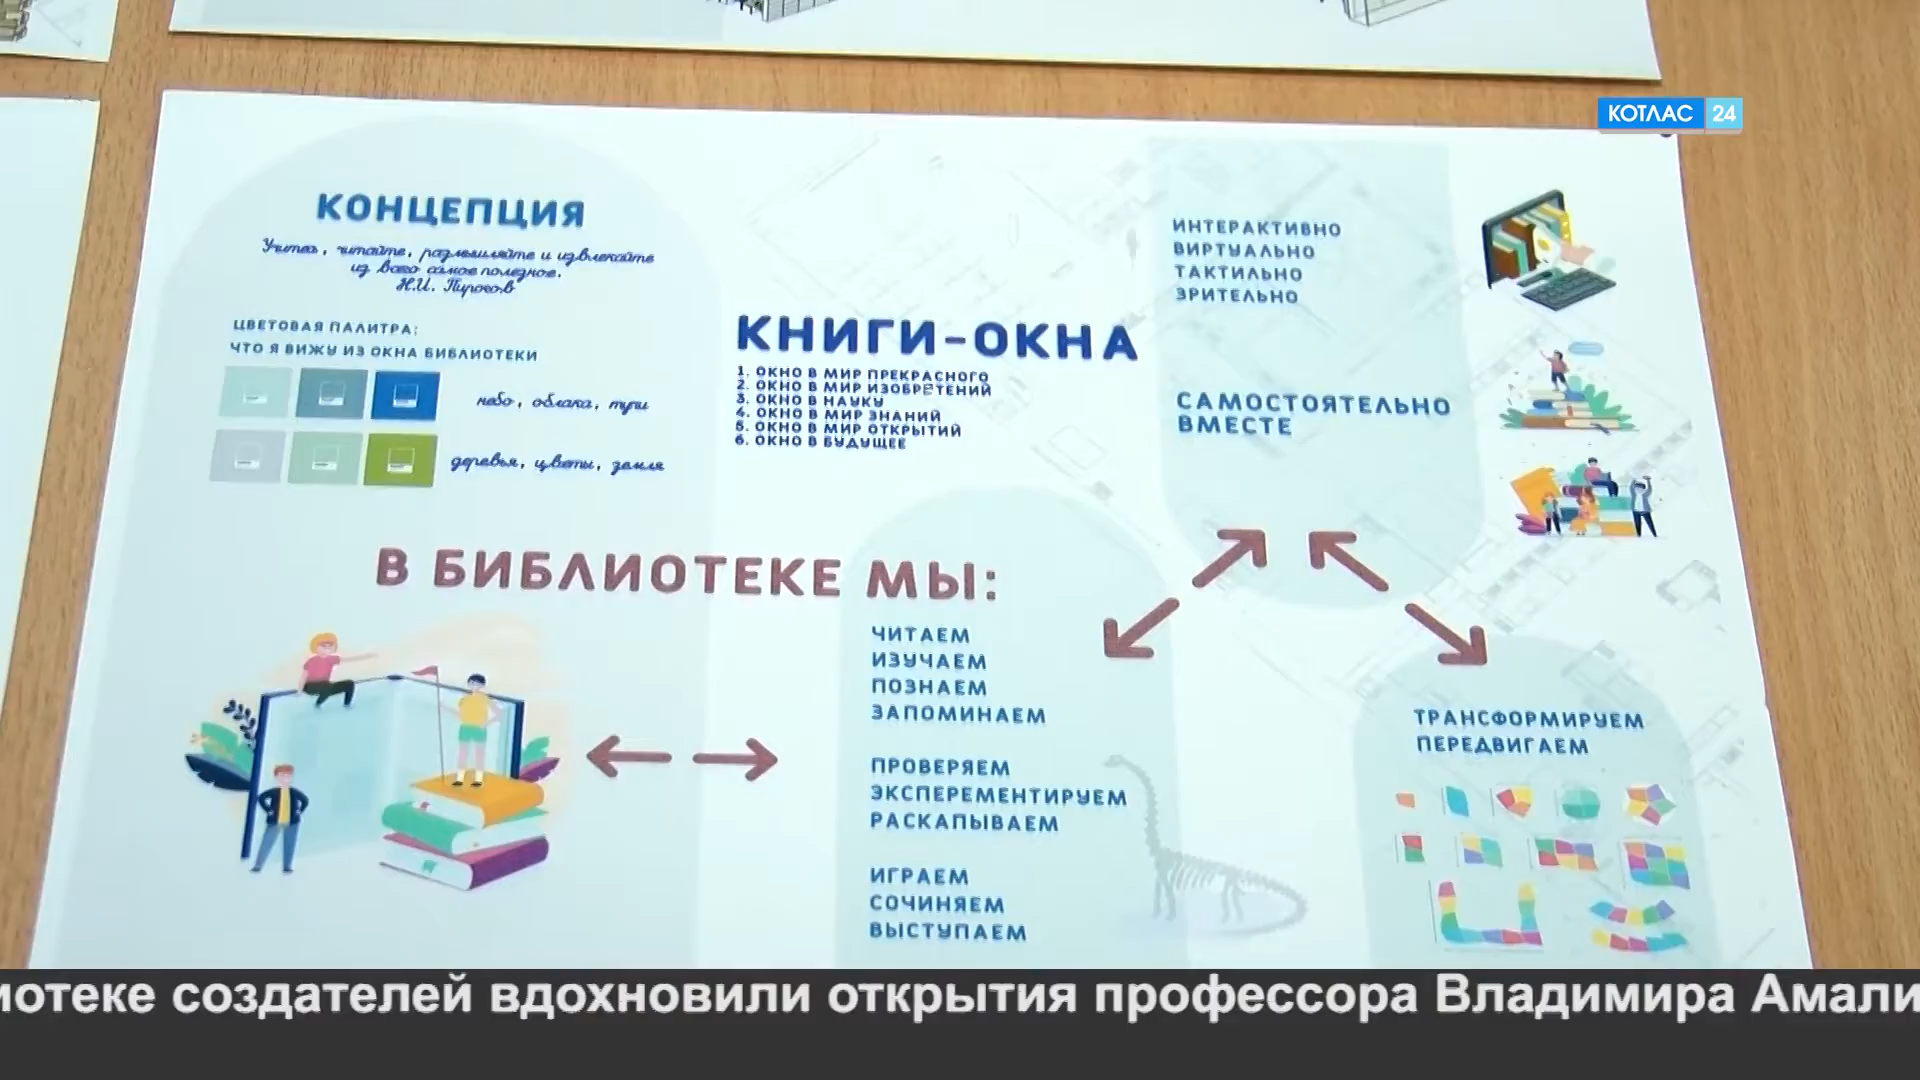 КОТЛАС 24
КОНЦЕПЦИЯ
Учитесь, читайте, размышляйте и извлекайте
из всего самое полезное.
Н.И. Пирогов
ЦВЕТОВАЯ ПАЛИТРА:
ЧТО Я ВИЖУ ИЗ ОКНА БИБЛИОТЕКИ
небо, облака, тучи
деревья, цветы, земля
КНИГИ-ОКНА
1. ОКНО В МИР ПРЕКРАСНОГО
2. ОКНО В МИР ИЗОБРЕТЕНИЙ
3. ОКНО В НАУКУ
4. ОКНО В МИР ЗНАНИЙ
5. ОКНО В МИР ОТКРЫТИЙ
6. ОКНО В БУДУЩЕЕ
ИНТЕРАКТИВНО
ВИРТУАЛЬНО
ТАКТИЛЬНО
ЗРИТЕЛЬНО
САМОСТОЯТЕЛЬНО
ВМЕСТЕ
В БИБЛИОТЕКЕ МЫ:
ЧИТАЕМ
ИЗУЧАЕМ
ПОЗНАЕМ
ЗАПОМИНАЕМ
ПРОВЕРЯЕМ
ЭКСПЕРЕМЕНТИРУЕМ
РАСКАПЫВАЕМ
ИГРАЕМ
СОЧИНЯЕМ
ВЫСТУПАЕМ
ТРАНСФОРМИРУЕМ
ПЕРЕДВИГАЕМ
иотеке создателей вдохновили открытия профессора Владимира Амали